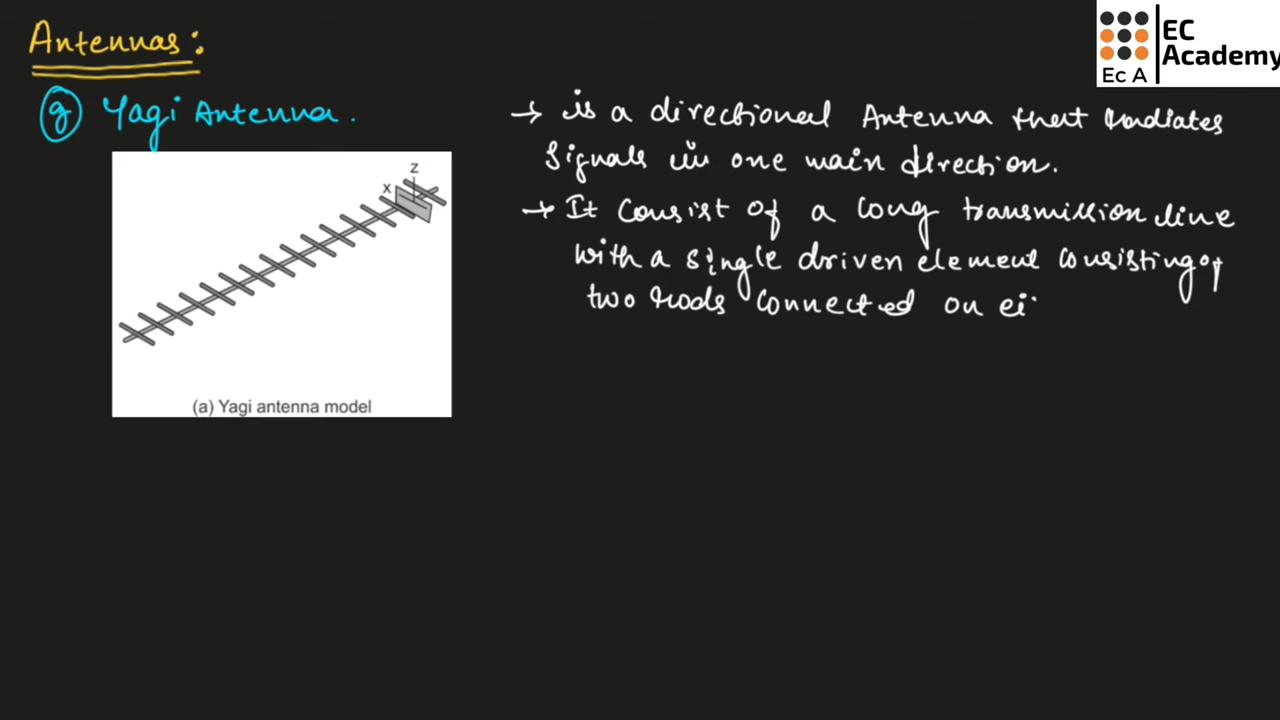 Antennas:
EC
Academy
Ec A
g Yagi Antenna.
→ is a directional Antenna that radiates
Signals in one main direction.
→ It consist of a long transmission line
with a single driven element consisting of
two rods connected on ei
z
x
(a) Yagi antenna model